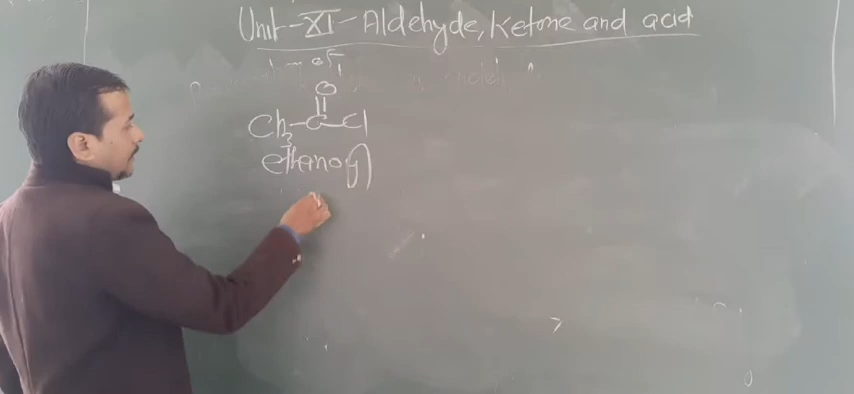 Unit-XI-Aldehyde, Ketone and acid
O
CH3-C-Cl
ethanoyl